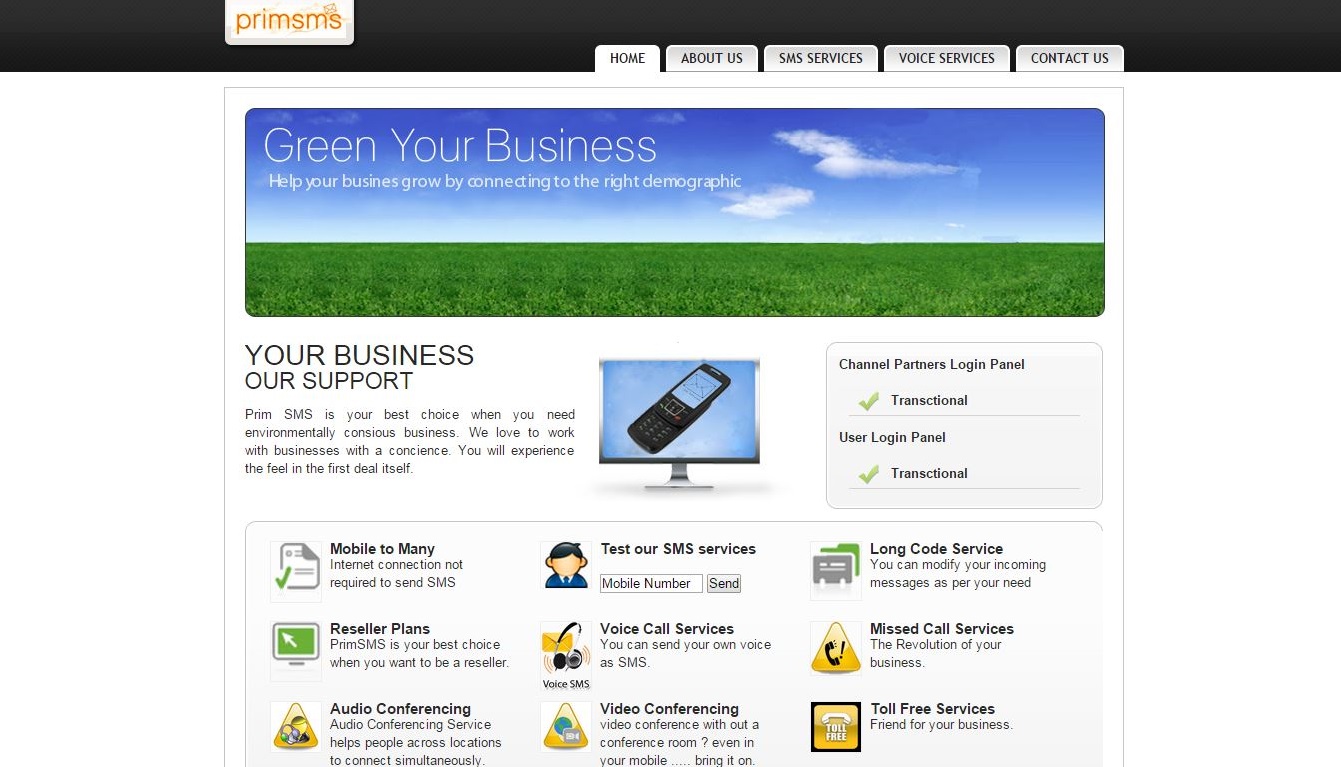 primsms
HOME
ABOUT US
SMS SERVICES
VOICE SERVICES
CONTACT US
Green Your Business
Help your busines grow by connecting to the right demographic
YOUR BUSINESS
OUR SUPPORT
Prim SMS is your best choice when you need
environmentally consious business. We love to work
with businesses with a concience. You will experience
the feel in the first deal itself.
Channel Partners Login Panel
Transctional
User Login Panel
Transctional
Mobile to Many
Internet connection not
required to send SMS
Test our SMS services
Mobile Number
Send
Long Code Service
You can modify your incoming
messages as per your need
Reseller Plans
PrimSMS is your best choice
when you want to be a reseller.
Voice SMS
Voice Call Services
You can send your own voice
as SMS.
Missed Call Services
The Revolution of your
business.
Audio Conferencing
Audio Conferencing Service
helps people across locations
to connect simultaneously.
Video Conferencing
video conference with out a
conference room ? even in
your mobile ..... bring it on.
TOLL
FREE
Toll Free Services
Friend for your business.